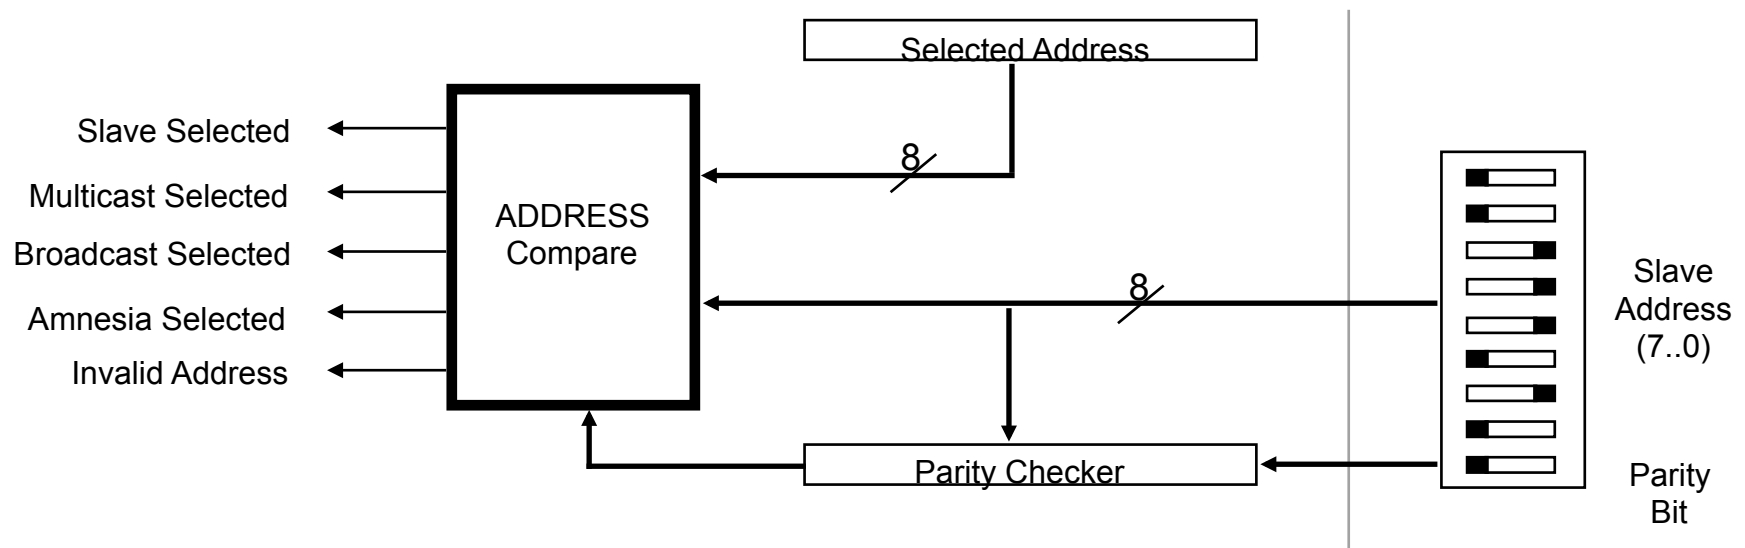 Selected Address
Slave Selected
8
Multicast Selected
ADDRESS
Compare
Broadcast Selected
8
Slave
Address
(7..0)
Amnesia Selected
Invalid Address
Parity Checker
Parity
Bit